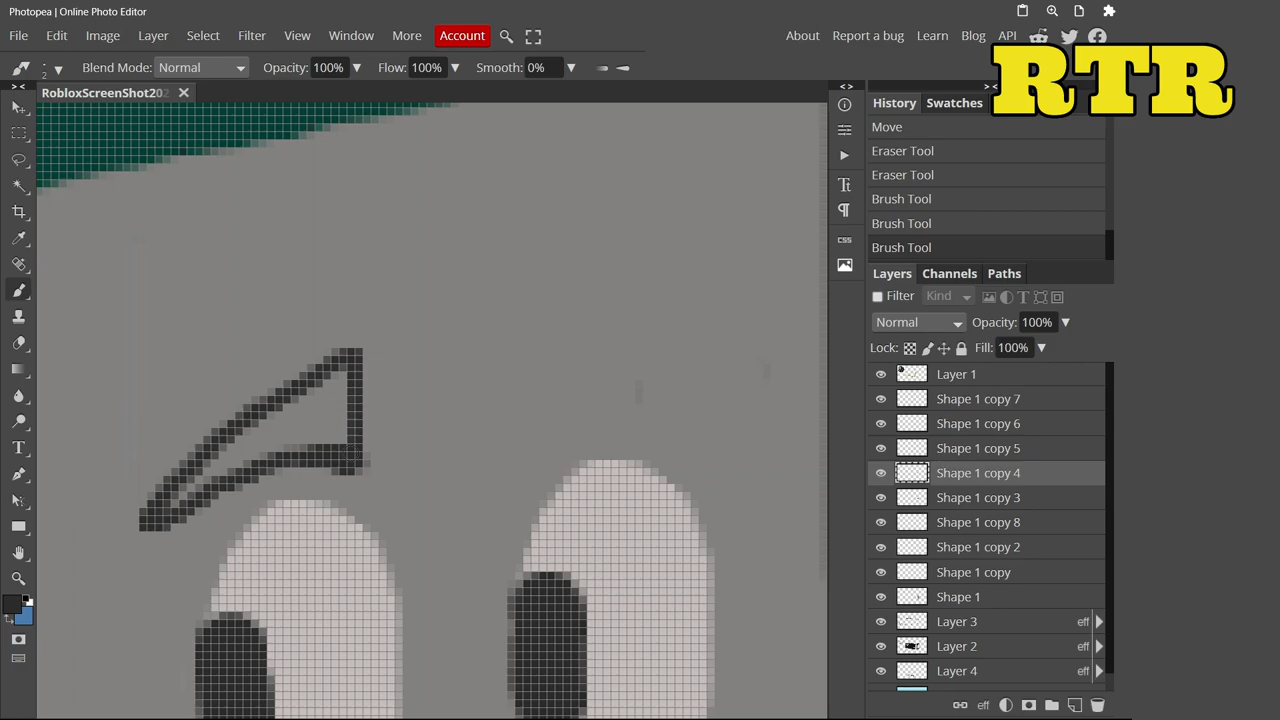 Photopea | Online Photo Editor
File Edit Image Layer Select Filter View Window More Account
About Report a bug Learn Blog API
2 Blend Mode: Normal Opacity: 100% Flow: 100% Smooth: 0%
RTR
RobloxScreenShot202
History Swatches
Move
Eraser Tool
Eraser Tool
Brush Tool
Brush Tool
Brush Tool
CSS
Layers Channels Paths
Filter Kind
Normal Opacity: 100%
Lock: Fill: 100%
Layer 1
Shape 1 copy 7
Shape 1 copy 6
Shape 1 copy 5
Shape 1 copy 4
Shape 1 copy 3
Shape 1 copy 8
Shape 1 copy 2
Shape 1 copy
Shape 1
Layer 3 eff
Layer 2 eff
Layer 4 eff
eff